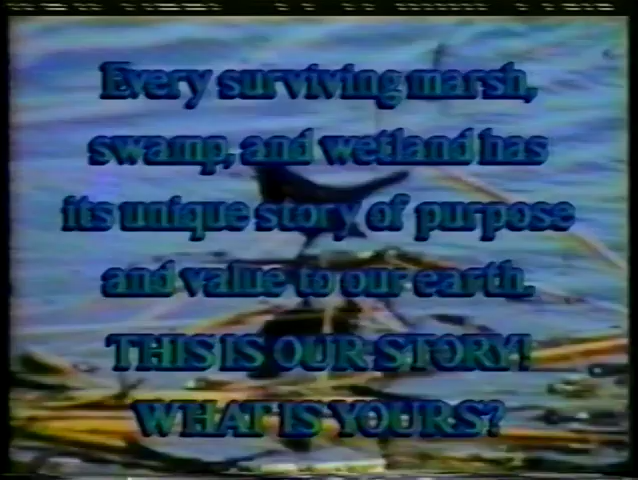 Every surviving marsh,
swamp, and wetland has
its unique story of purpose
and value to our earth.
THIS IS OUR STORY!
WHAT IS YOURS?